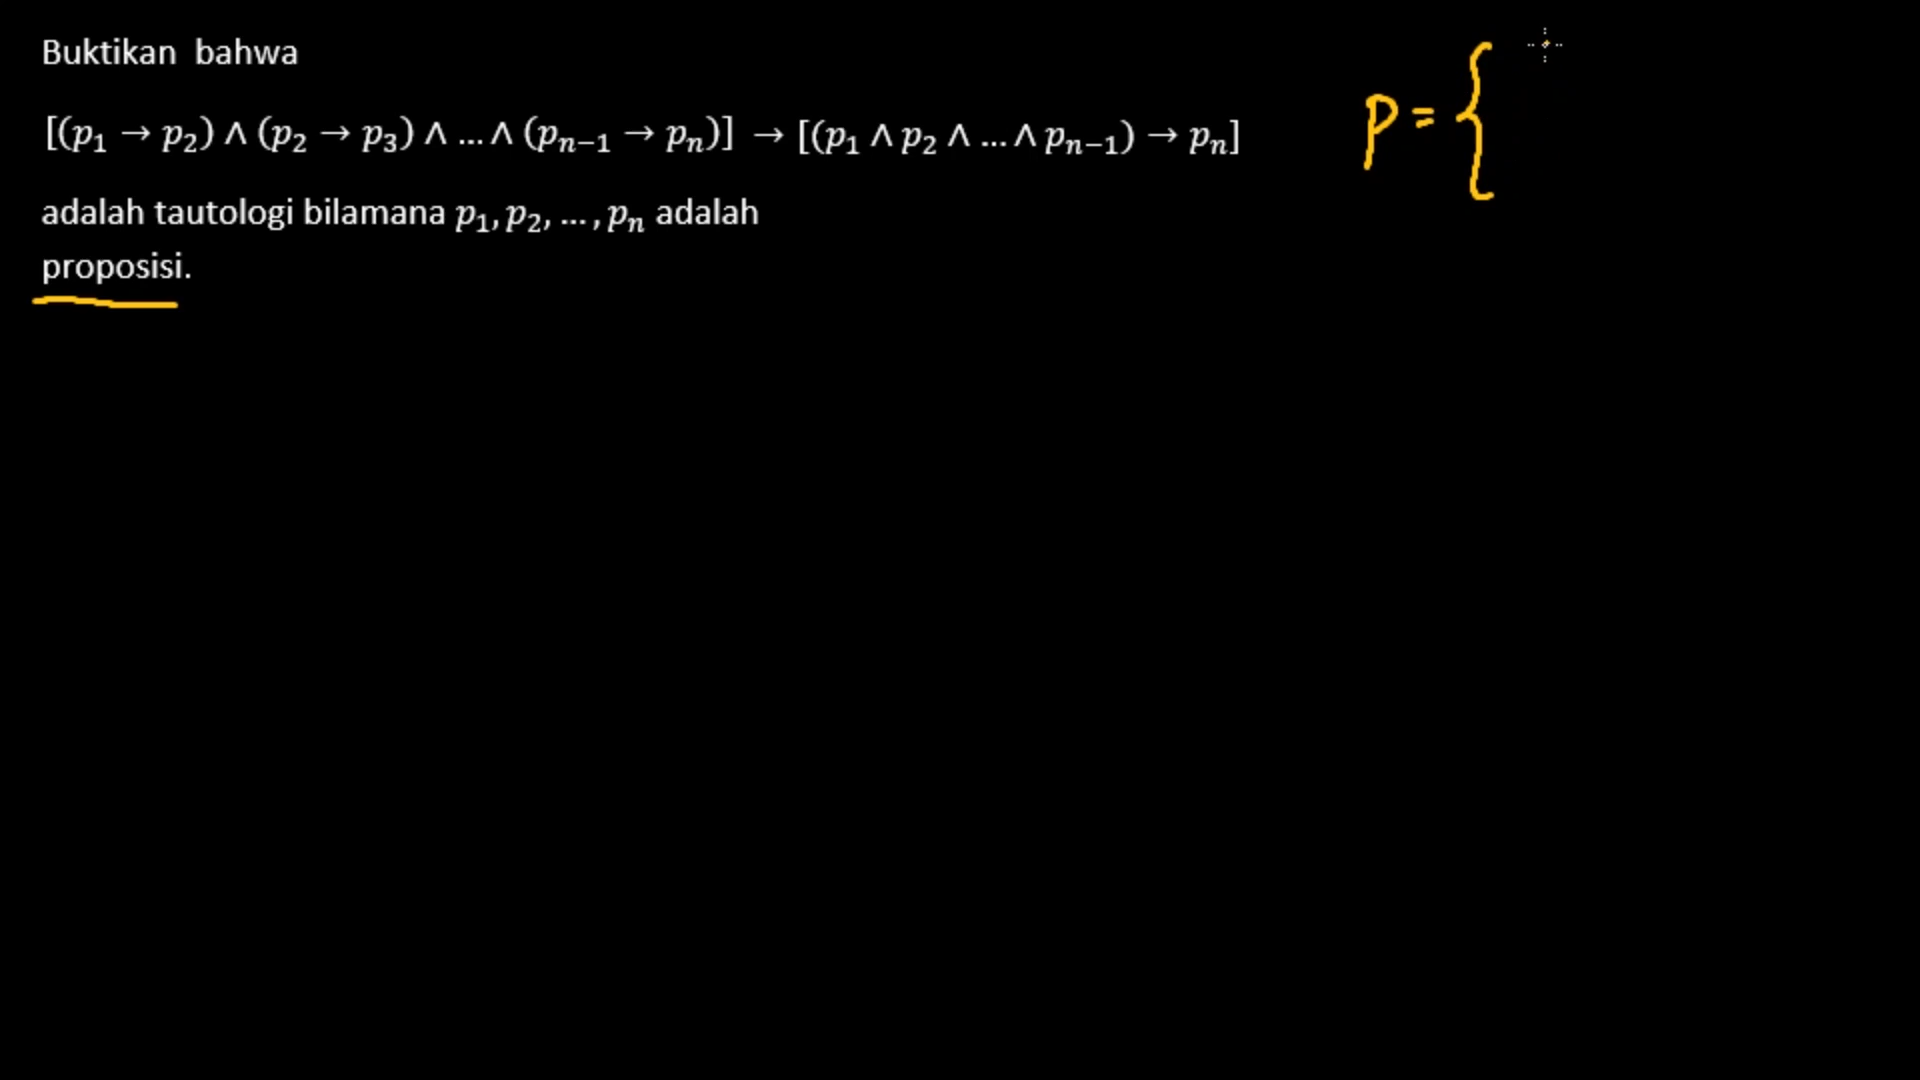 Buktikan bahwa
[(p₁ → p₂) ∧ (p₂ → p₃) ∧ … ∧ (pₙ₋₁ → pₙ)] → [(p₁ ∧ p₂ ∧ … ∧ pₙ₋₁) → pₙ]
adalah tautologi bilamana p₁, p₂, … , pₙ adalah
proposisi.
P = {